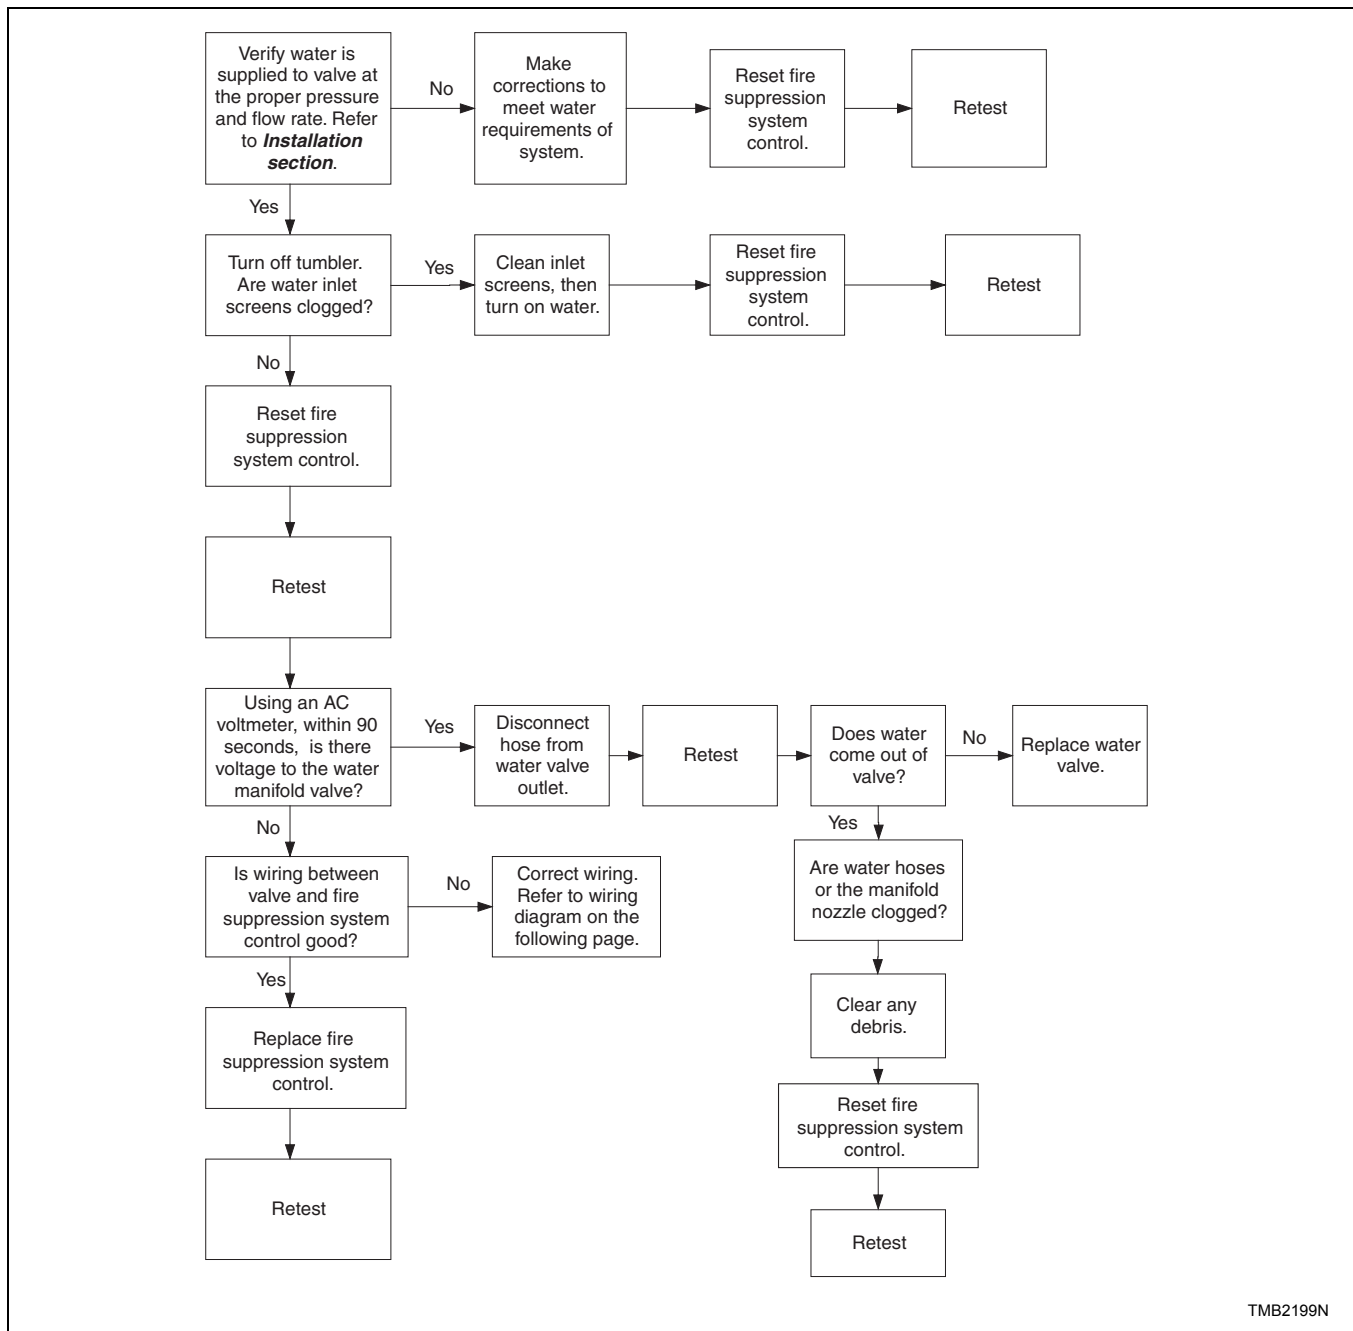 Verify water is
supplied to valve at
the proper pressure
and flow rate. Refer
to Installation
section.
No
Make
corrections to
meet water
requirements of
system.
Reset fire
suppression
system
control.
Retest
Yes
Turn off tumbler.
Are water inlet
screens clogged?
Yes
Clean inlet
screens, then
turn on water.
Reset fire
suppression
system
control.
Retest
No
Reset fire
suppression
system control.
Retest
Using an AC
voltmeter, within 90
seconds, is there
voltage to the water
manifold valve?
Yes
Disconnect
hose from
water valve
outlet.
Retest
Does water
come out of
valve?
No
Replace water
valve.
No
Is wiring between
valve and fire
suppression system
control good?
No
Correct wiring.
Refer to wiring
diagram on the
following page.
Yes
Replace fire
suppression system
control.
Retest
Yes
Are water hoses
or the manifold
nozzle clogged?
Clear any
debris.
Reset fire
suppression system
control.
Retest
TMB2199N